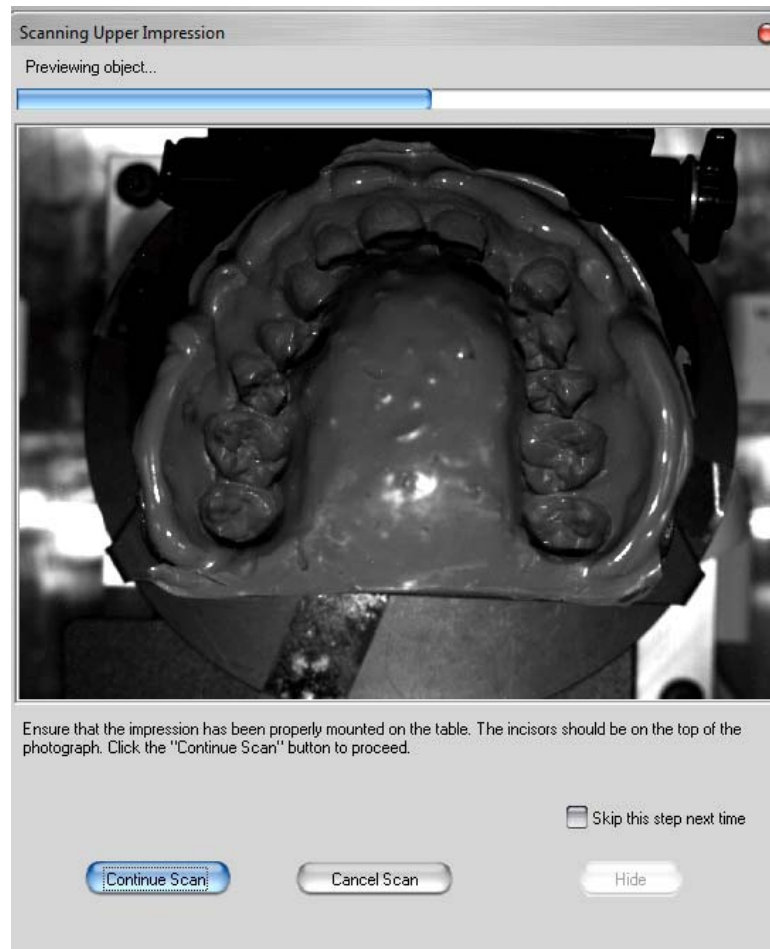 Scanning Upper Impression
Previewing object...
Ensure that the impression has been properly mounted on the table. The incisors should be on the top of the
photograph. Click the "Continue Scan" button to proceed.
Skip this step next time
Continue Scan
Cancel Scan
Hide